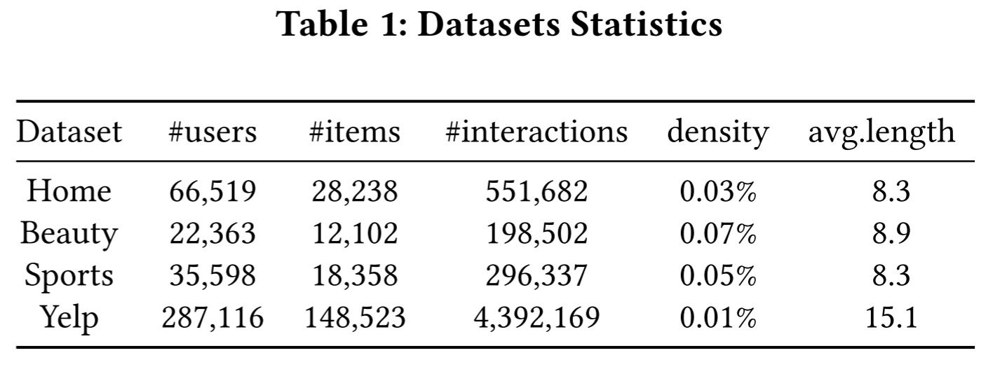 Table 1: Datasets Statistics
Dataset #users #items #interactions density avg.length
Home 66,519 28,238 551,682 0.03% 8.3
Beauty 22,363 12,102 198,502 0.07% 8.9
Sports 35,598 18,358 296,337 0.05% 8.3
Yelp 287,116 148,523 4,392,169 0.01% 15.1